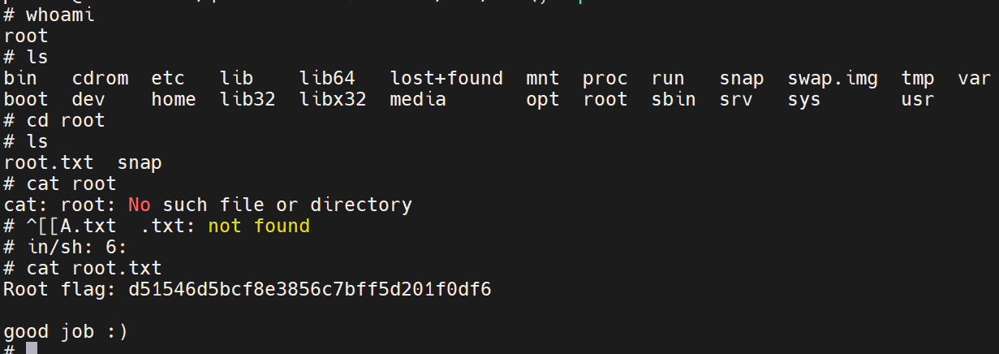 # whoami
root
# ls
bin   cdrom  etc   lib    lib64   lost+found  mnt  proc  run   snap  swap.img  tmp  var
boot  dev    home  lib32  libx32  media       opt  root  sbin  srv   sys       usr
# cd root
# ls
root.txt  snap
# cat root
cat: root: No such file or directory
# ^[[A.txt  .txt: not found
# in/sh: 6:
# cat root.txt
Root flag: d51546d5bcf8e3856c7bff5d201f0df6
good job :)
#